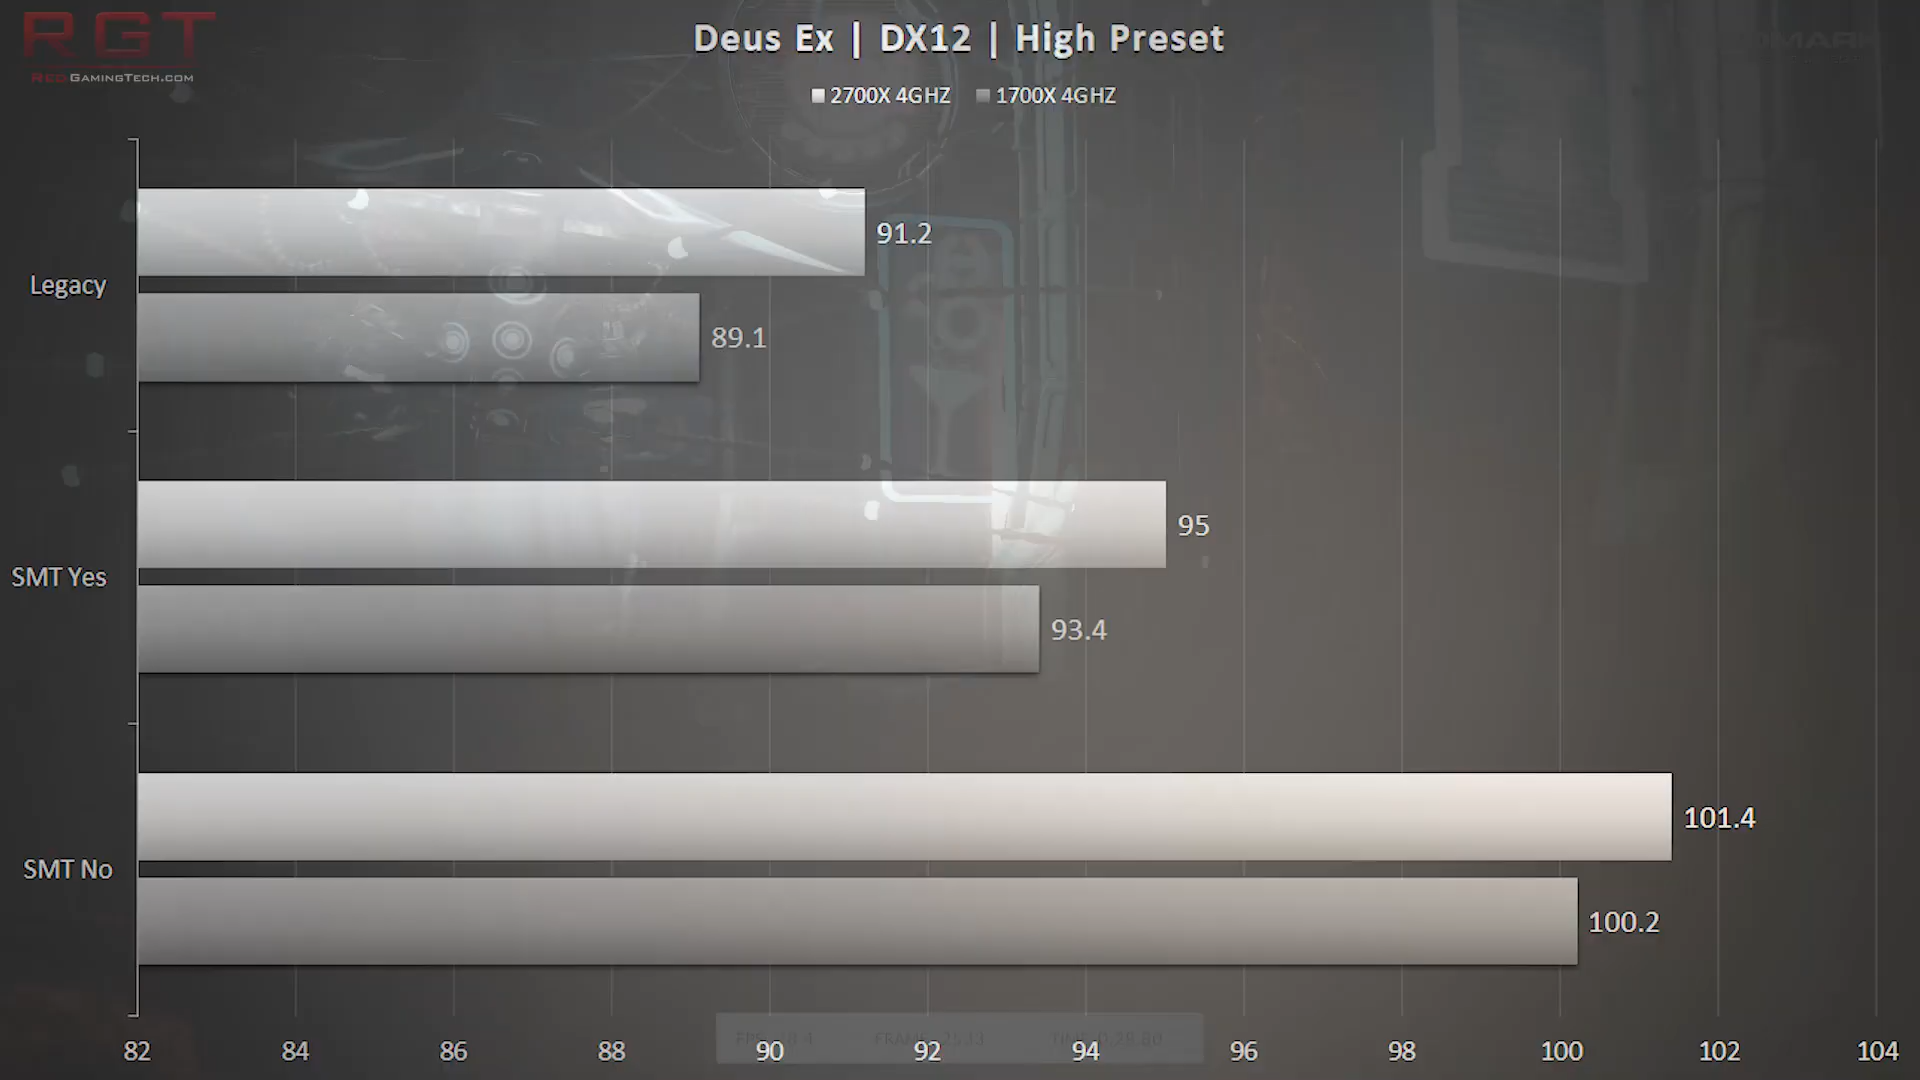 RGT
REDGAMINGTECH.COM
Deus Ex | DX12 | High Preset
2700X 4GHZ 1700X 4GHZ
Legacy
91.2
89.1
SMT Yes
95
93.4
SMT No
101.4
100.2
82 84 86 88 90 92 94 96 98 100 102 104